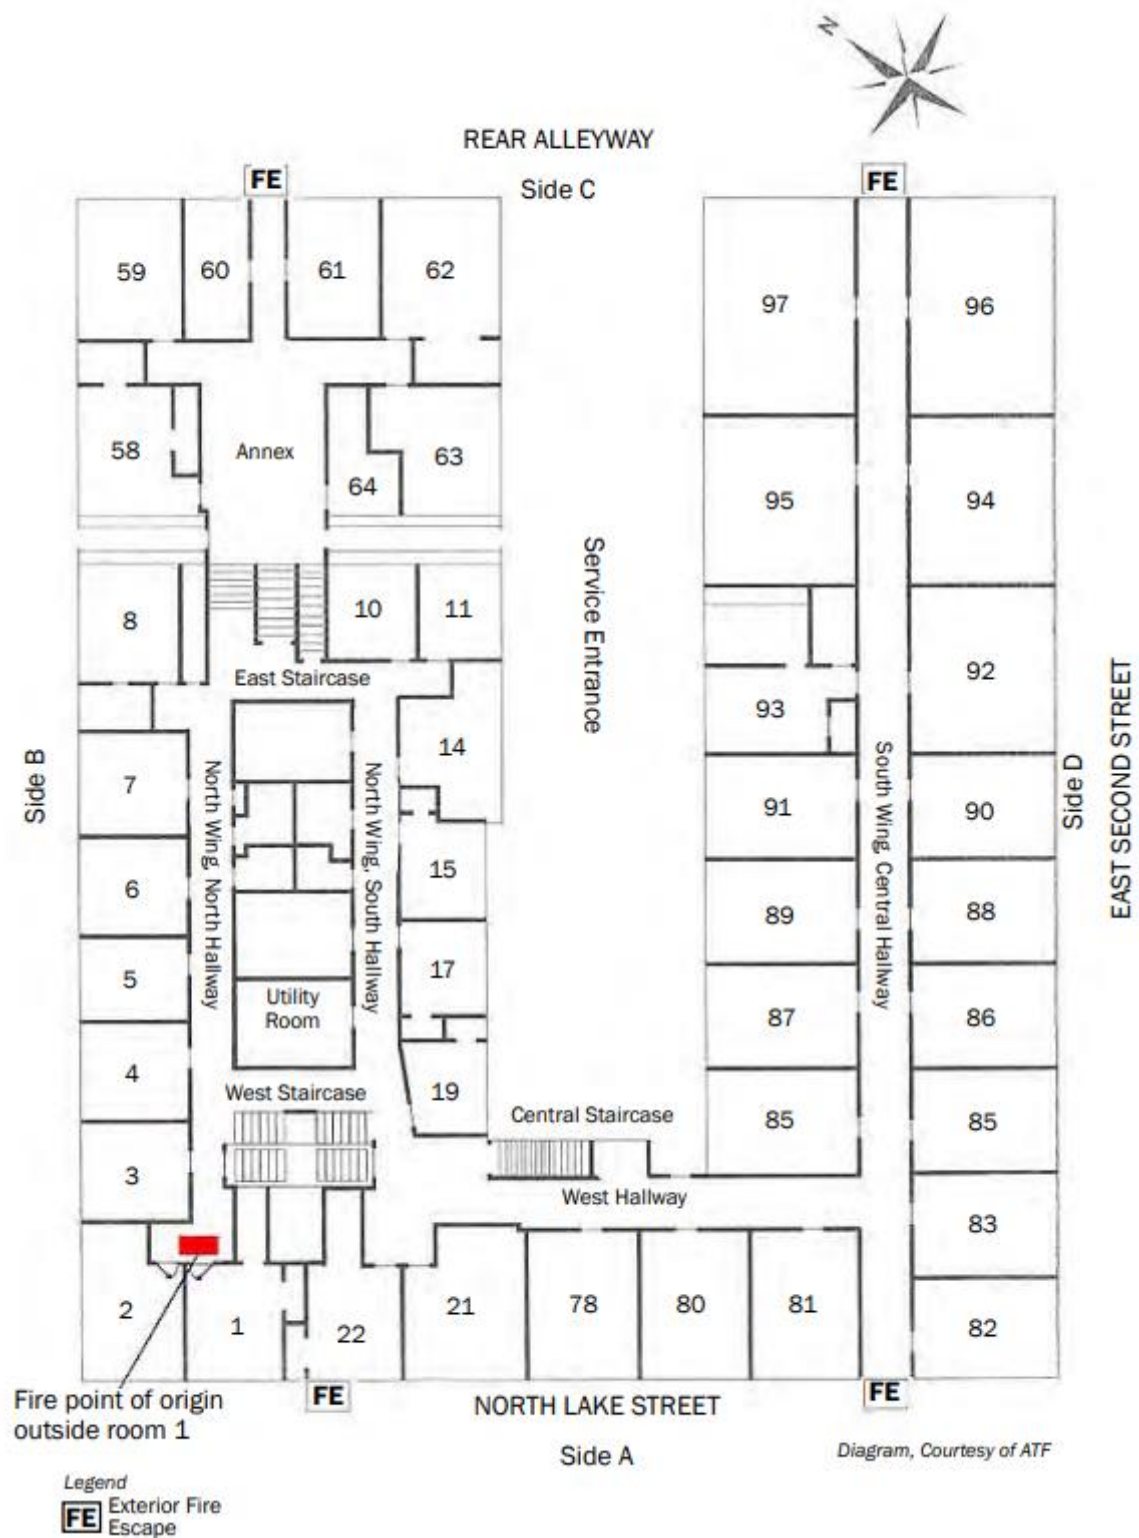 N
REAR ALLEYWAY
Side C
FE
FE
59
60
61
62
97
96
58
Annex
63
64
95
94
8
10
11
Service Entrance
East Staircase
92
93
14
7
Side B
North Wing, North Hallway
North Wing, South Hallway
South Wing, Central Hallway
Side D
EAST SECOND STREET
91
90
15
6
89
88
5
17
Utility
Room
87
86
4
West Staircase
19
Central Staircase
85
85
3
West Hallway
83
2
1
22
21
78
80
81
82
Fire point of origin
outside room 1
FE
NORTH LAKE STREET
FE
Side A
Diagram, Courtesy of ATF
Legend
FE Exterior Fire
Escape